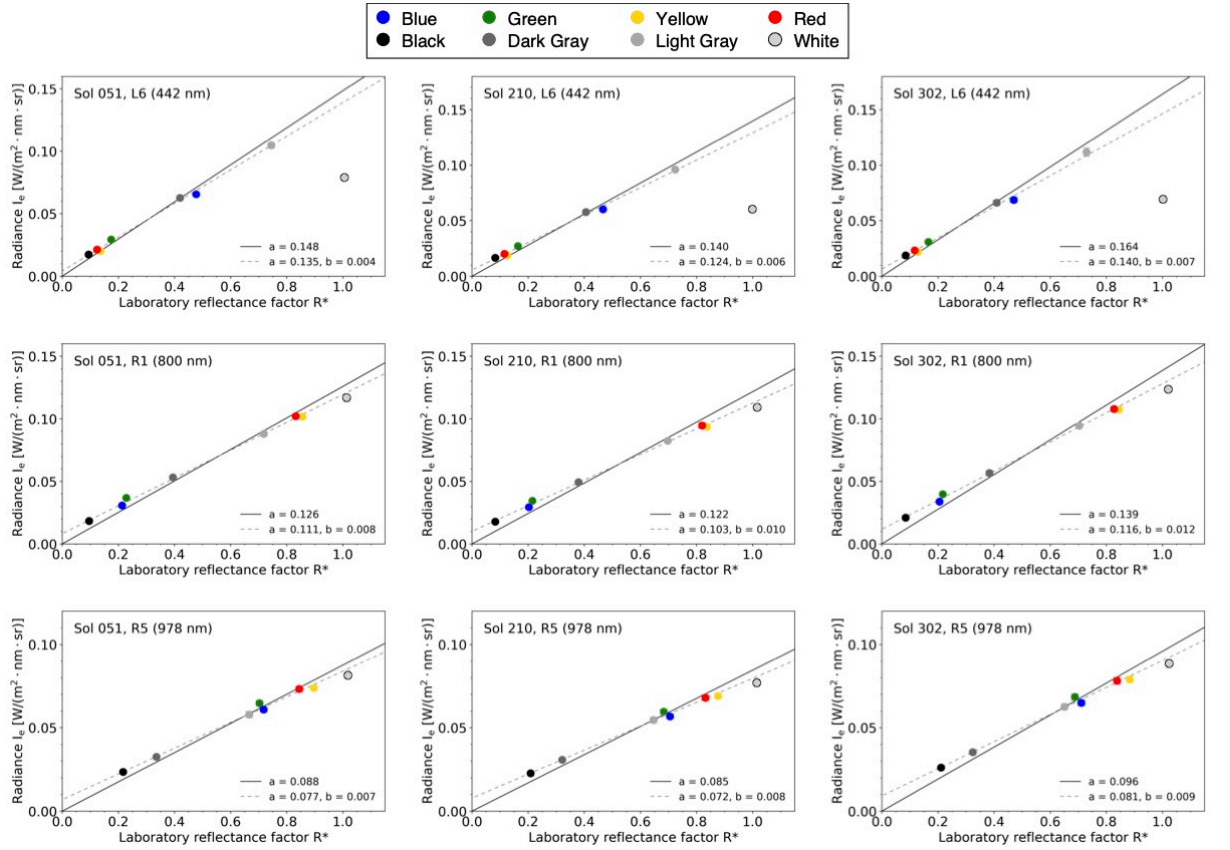 Blue Green Yellow Red
Black Dark Gray Light Gray White
Sol 051, L6 (442 nm)
Radiance Iₑ [W/(m² · nm · sr)]
0.15
0.10
0.05
0.00
a = 0.148
a = 0.135, b = 0.004
0.0 0.2 0.4 0.6 0.8 1.0
Laboratory reflectance factor R*
Sol 210, L6 (442 nm)
Radiance Iₑ [W/(m² · nm · sr)]
0.15
0.10
0.05
0.00
a = 0.140
a = 0.124, b = 0.006
0.0 0.2 0.4 0.6 0.8 1.0
Laboratory reflectance factor R*
Sol 302, L6 (442 nm)
Radiance Iₑ [W/(m² · nm · sr)]
0.15
0.10
0.05
0.00
a = 0.164
a = 0.140, b = 0.007
0.0 0.2 0.4 0.6 0.8 1.0
Laboratory reflectance factor R*
Sol 051, R1 (800 nm)
Radiance Iₑ [W/(m² · nm · sr)]
0.15
0.10
0.05
0.00
a = 0.126
a = 0.111, b = 0.008
0.0 0.2 0.4 0.6 0.8 1.0
Laboratory reflectance factor R*
Sol 210, R1 (800 nm)
Radiance Iₑ [W/(m² · nm · sr)]
0.15
0.10
0.05
0.00
a = 0.122
a = 0.103, b = 0.010
0.0 0.2 0.4 0.6 0.8 1.0
Laboratory reflectance factor R*
Sol 302, R1 (800 nm)
Radiance Iₑ [W/(m² · nm · sr)]
0.15
0.10
0.05
0.00
a = 0.139
a = 0.116, b = 0.012
0.0 0.2 0.4 0.6 0.8 1.0
Laboratory reflectance factor R*
Sol 051, R5 (978 nm)
Radiance Iₑ [W/(m² · nm · sr)]
0.10
0.05
0.00
a = 0.088
a = 0.077, b = 0.007
0.0 0.2 0.4 0.6 0.8 1.0
Laboratory reflectance factor R*
Sol 210, R5 (978 nm)
Radiance Iₑ [W/(m² · nm · sr)]
0.10
0.05
0.00
a = 0.085
a = 0.072, b = 0.008
0.0 0.2 0.4 0.6 0.8 1.0
Laboratory reflectance factor R*
Sol 302, R5 (978 nm)
Radiance Iₑ [W/(m² · nm · sr)]
0.10
0.05
0.00
a = 0.096
a = 0.081, b = 0.009
0.0 0.2 0.4 0.6 0.8 1.0
Laboratory reflectance factor R*